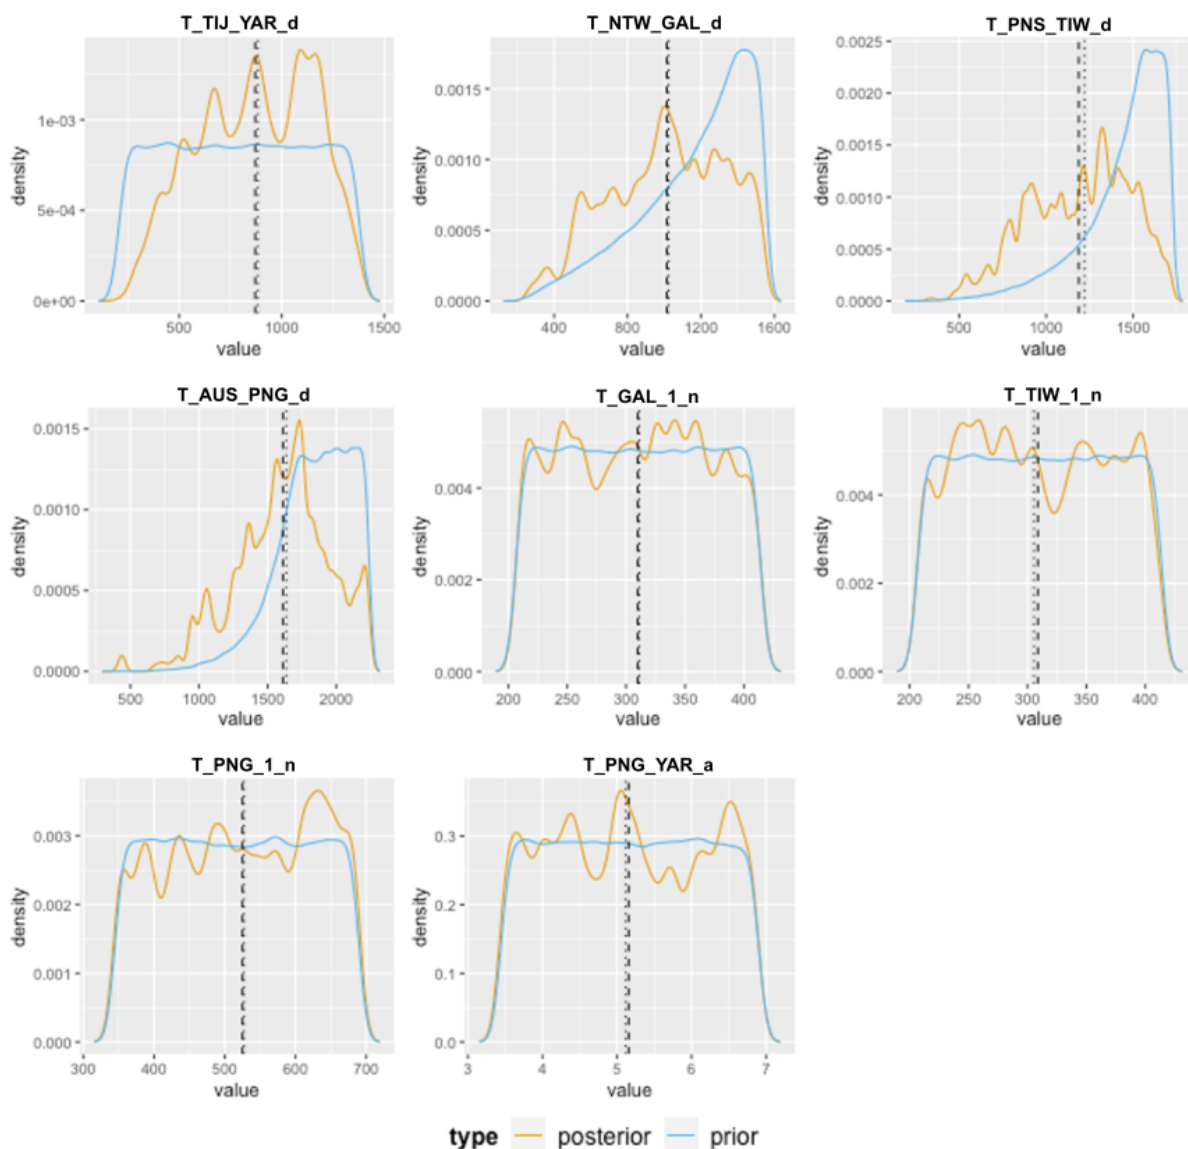 T_TIJ_YAR_d
T_NTW_GAL_d
T_PNS_TIW_d
density
1e-03
5e-04
0e+00
500
1000
1500
value
density
0.0015
0.0010
0.0005
0.0000
400
800
1200
1600
value
density
0.0025
0.0020
0.0015
0.0010
0.0005
0.0000
500
1000
1500
value
T_AUS_PNG_d
T_GAL_1_n
T_TIW_1_n
density
0.0015
0.0010
0.0005
0.0000
500
1000
1500
2000
value
density
0.004
0.002
0.000
200
250
300
350
400
value
density
0.004
0.002
0.000
200
250
300
350
400
value
T_PNG_1_n
T_PNG_YAR_a
density
0.003
0.002
0.001
0.000
300
400
500
600
700
value
density
0.3
0.2
0.1
0.0
3
4
5
6
7
value
type posterior prior